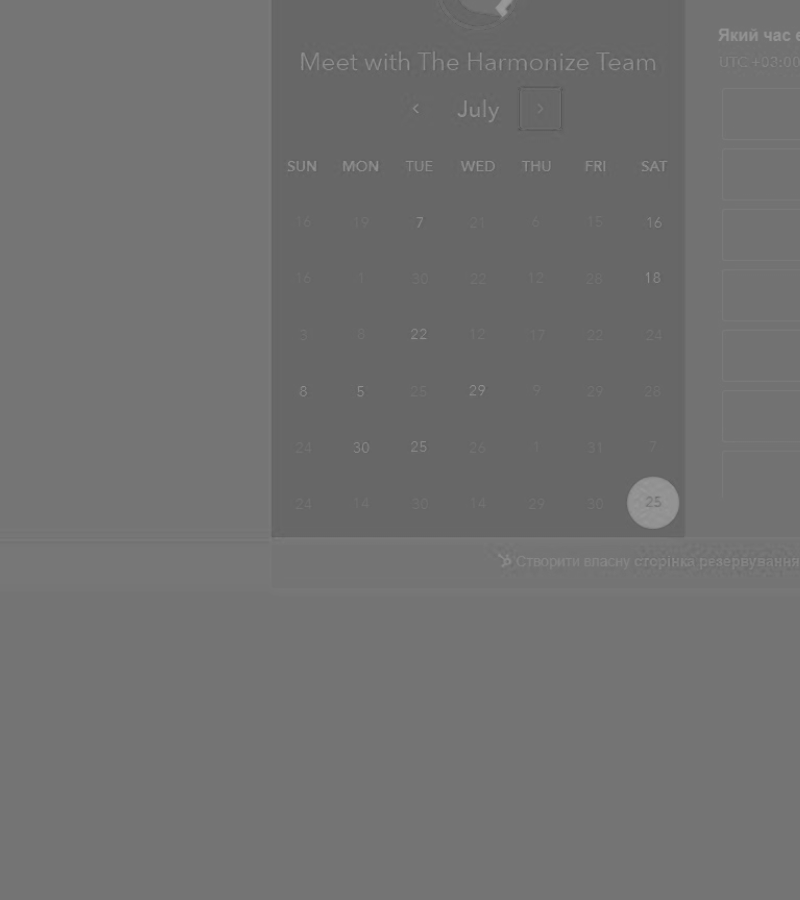 Meet with The Harmonize Team
July
SUN MON TUE WED THU FRI SAT
16 19 7 21 6 15 16
16 1 30 22 12 28 18
3 8 22 12 17 22 24
8 5 25 29 9 29 28
24 30 25 26 1 31 7
24 14 30 14 29 30 25
Який час
UTC +03:00
Створити власну сторінка резервування